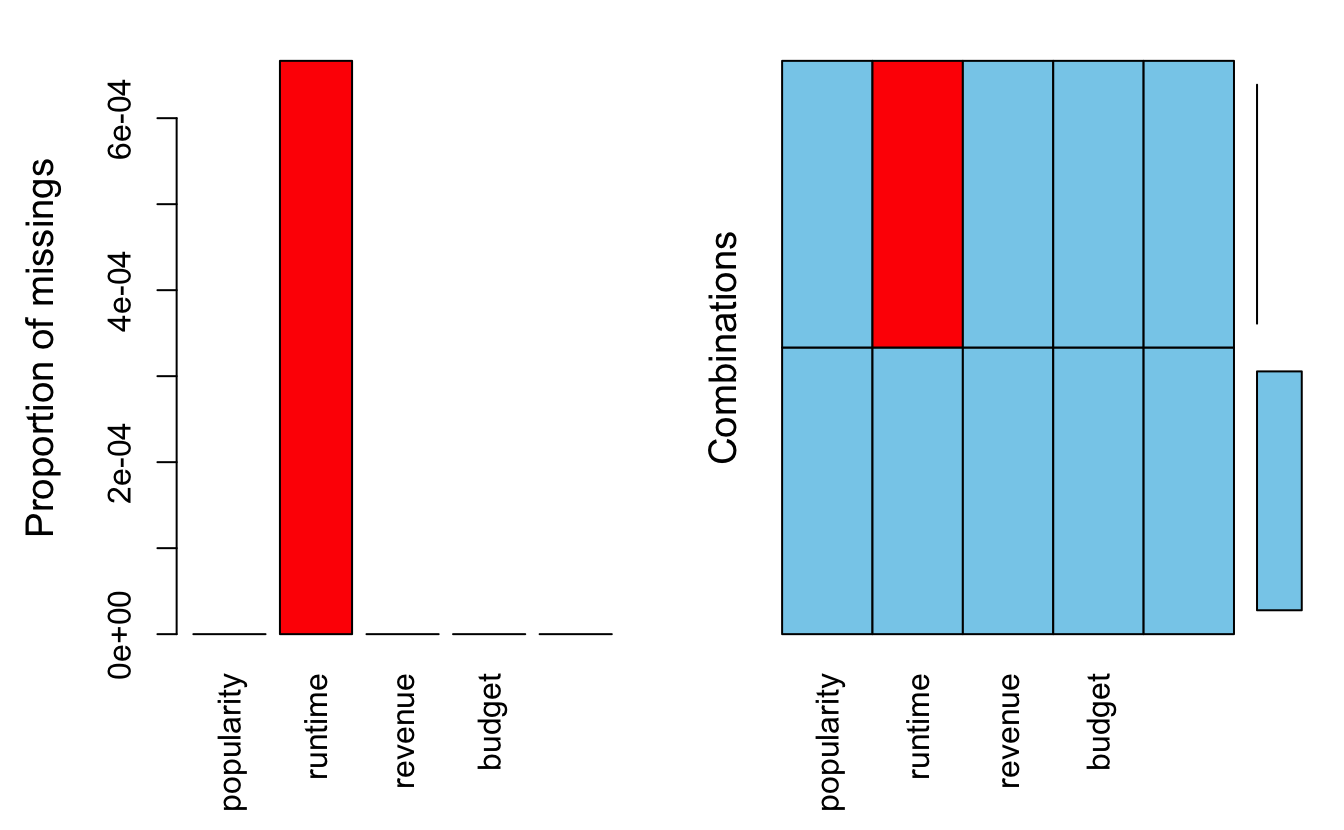 Proportion of missings
6e-04
4e-04
2e-04
0e+00
popularity
runtime
revenue
budget
Combinations
popularity
runtime
revenue
budget